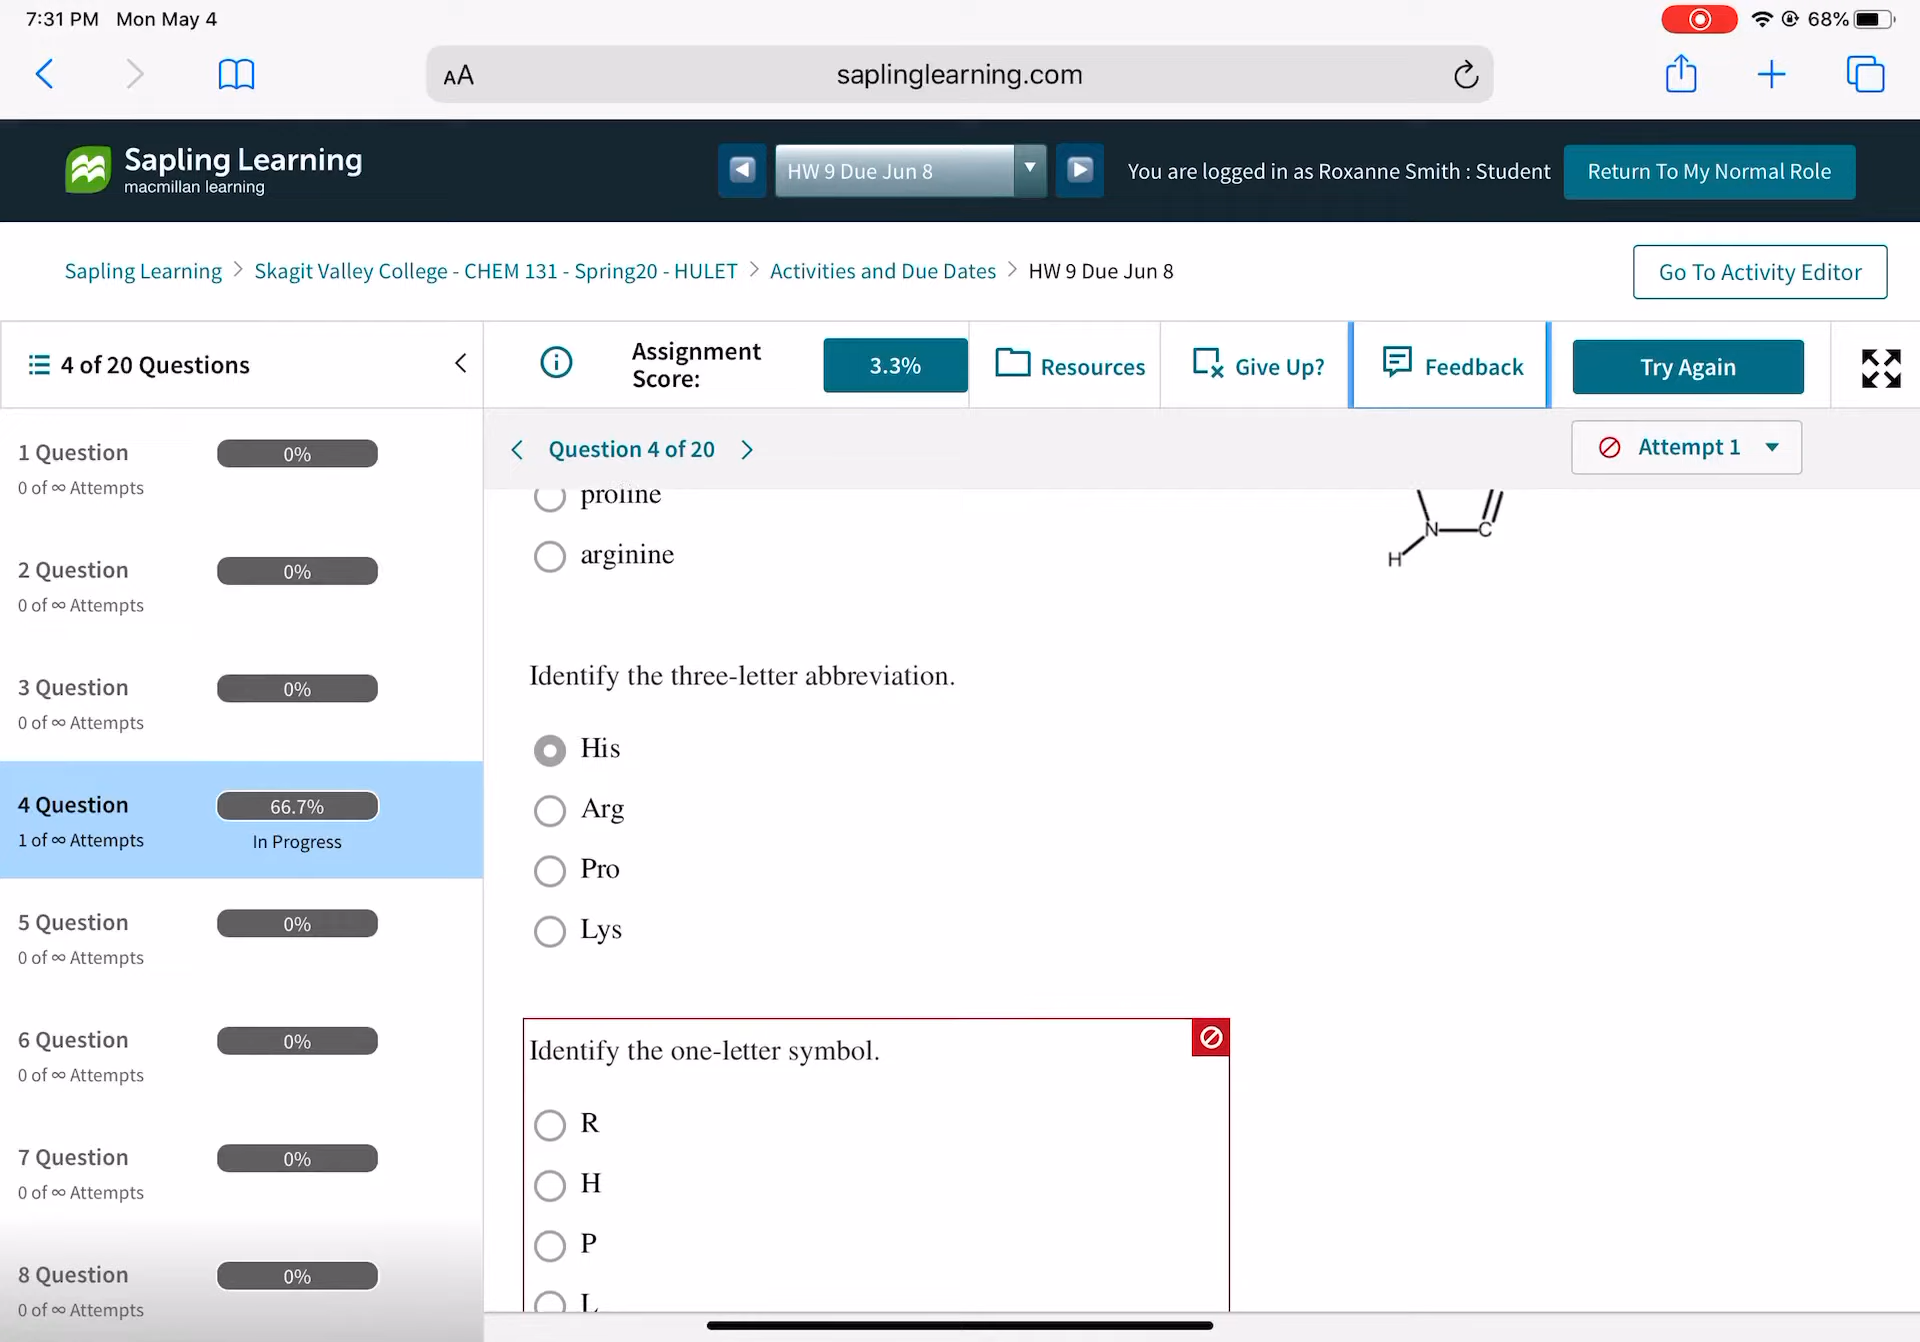 7:31 PM Mon May 4
68%
AA
saplinglearning.com
Sapling Learning
macmillan learning
HW 9 Due Jun 8
You are logged in as Roxanne Smith : Student
Return To My Normal Role
Sapling Learning > Skagit Valley College - CHEM 131 - Spring20 - HULET > Activities and Due Dates > HW 9 Due Jun 8
Go To Activity Editor
4 of 20 Questions
Assignment
Score:
3.3%
Resources
Give Up?
Feedback
Try Again
1 Question
0%
0 of ∞ Attempts
2 Question
0%
0 of ∞ Attempts
3 Question
0%
0 of ∞ Attempts
4 Question
66.7%
1 of ∞ Attempts
In Progress
5 Question
0%
0 of ∞ Attempts
6 Question
0%
0 of ∞ Attempts
7 Question
0%
0 of ∞ Attempts
8 Question
0%
0 of ∞ Attempts
Question 4 of 20
Attempt 1
proline
arginine
N
C
H
Identify the three-letter abbreviation.
His
Arg
Pro
Lys
Identify the one-letter symbol.
R
H
P
L